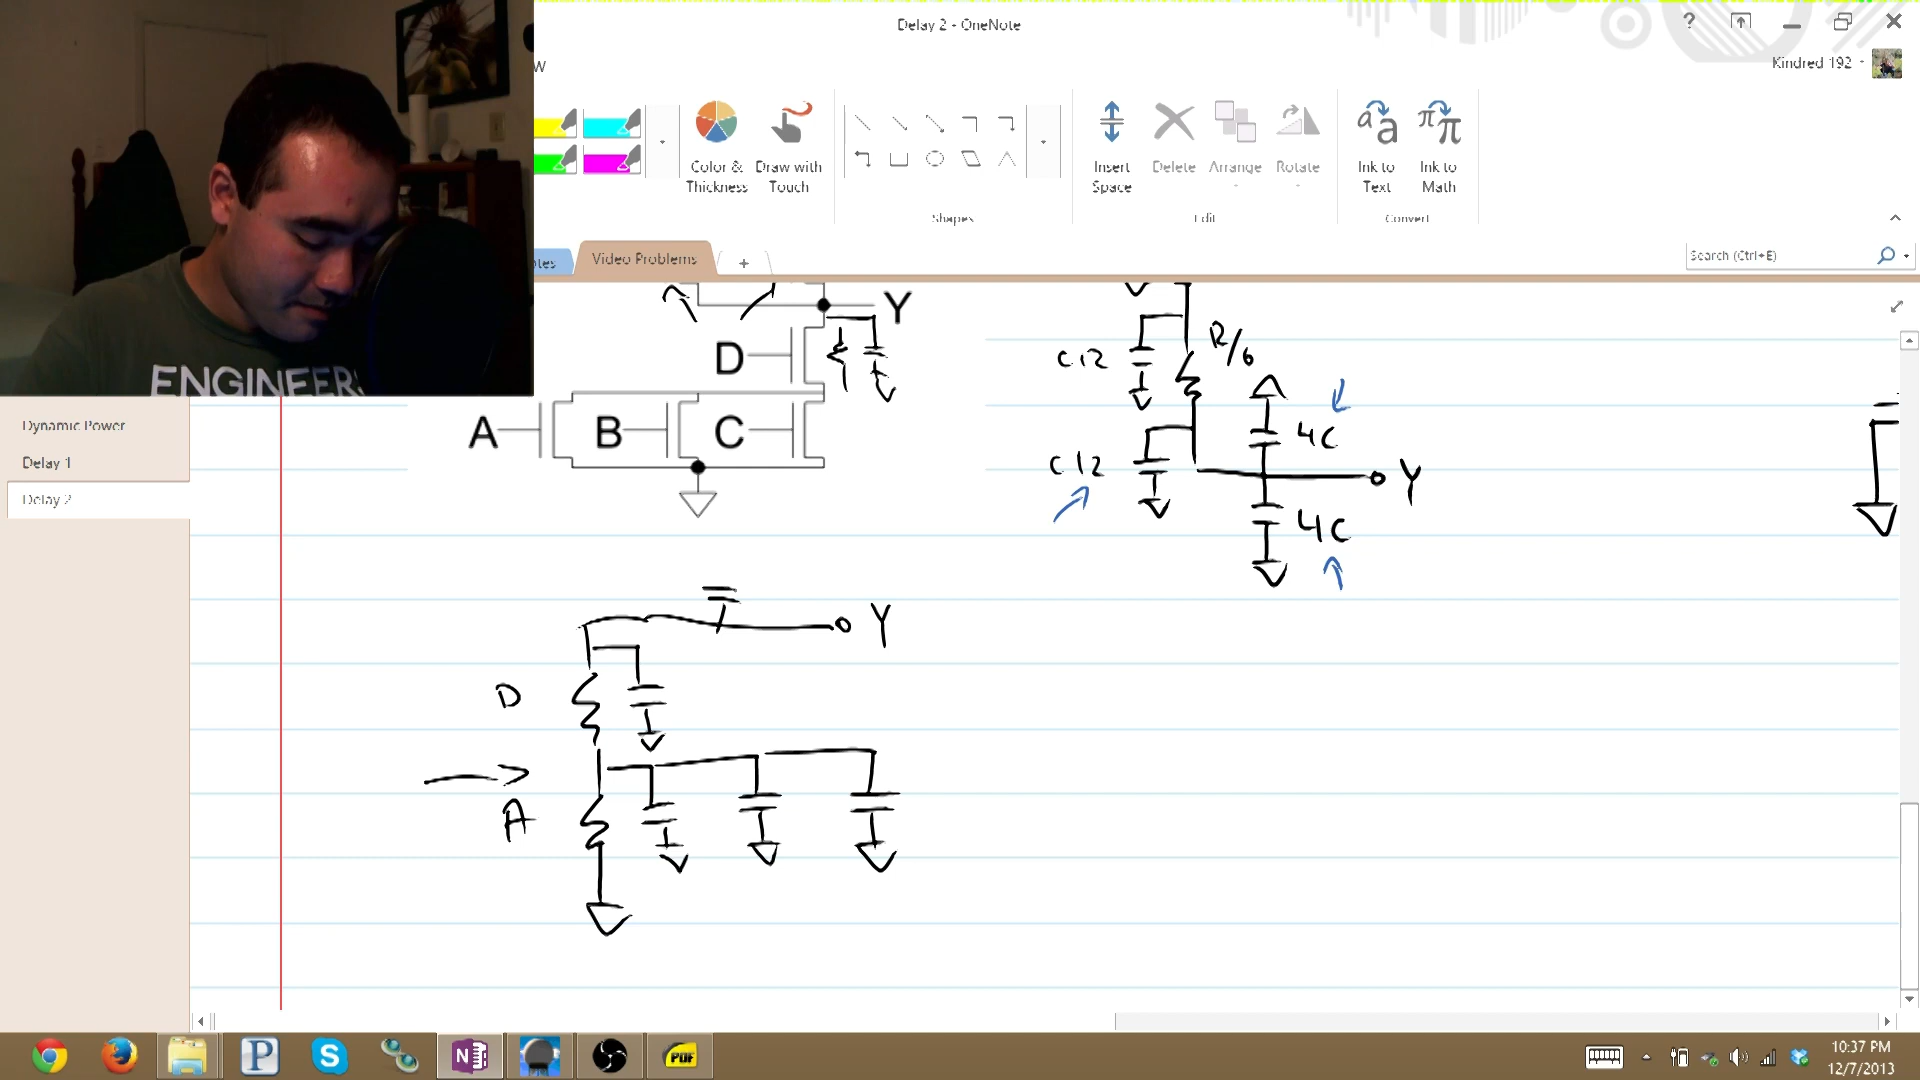 Delay 2 - OneNote
?
W
Kindred 192
Color & Thickness
Draw with Touch
Insert Space
Delete
Arrange
Rotate
Ink to Text
Ink to Math
Shapes
Edit
Convert
Video Problems
+
Search (Ctrl+E)
ENGINEER
Dynamic Power
Delay 1
Delay 2
Y
D
A
B
C
R/6
C12
4C
C12
Y
4C
Y
D
A
10:37 PM
12/7/2013
PDF